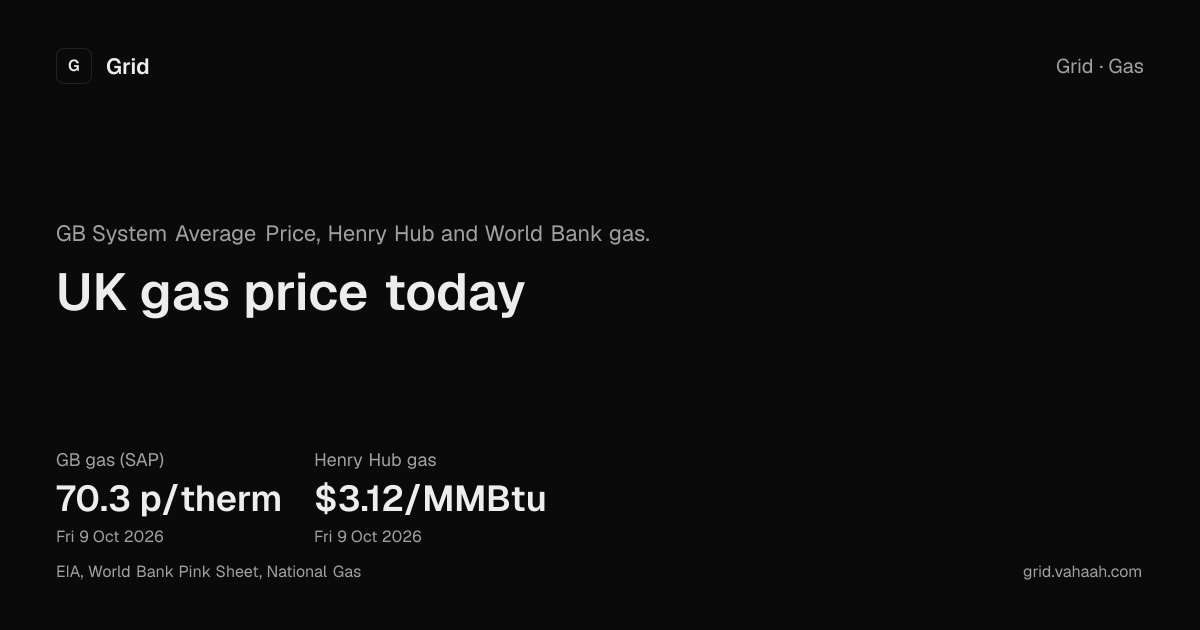 G Grid
Grid · Gas
GB System Average Price, Henry Hub and World Bank gas.
UK gas price today
GB gas (SAP)
70.3 p/therm
Fri 9 Oct 2026
Henry Hub gas
$3.12/MMBtu
Fri 9 Oct 2026
EIA, World Bank Pink Sheet, National Gas
grid.vahaah.com